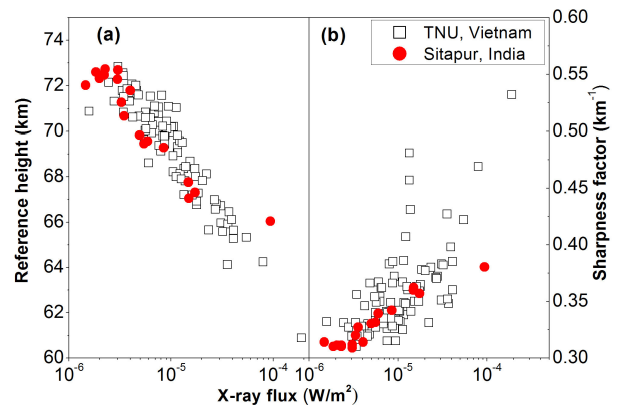 (a)
(b)
TNU, Vietnam
Sitapur, India
Reference height (km)
74
72
70
68
66
64
62
60
0.60
0.55
0.50
0.45
0.40
0.35
0.30
Sharpness factor (km⁻¹)
10⁻⁶ 10⁻⁵ 10⁻⁴ 10⁻⁶ 10⁻⁵ 10⁻⁴
X-ray flux (W/m²)